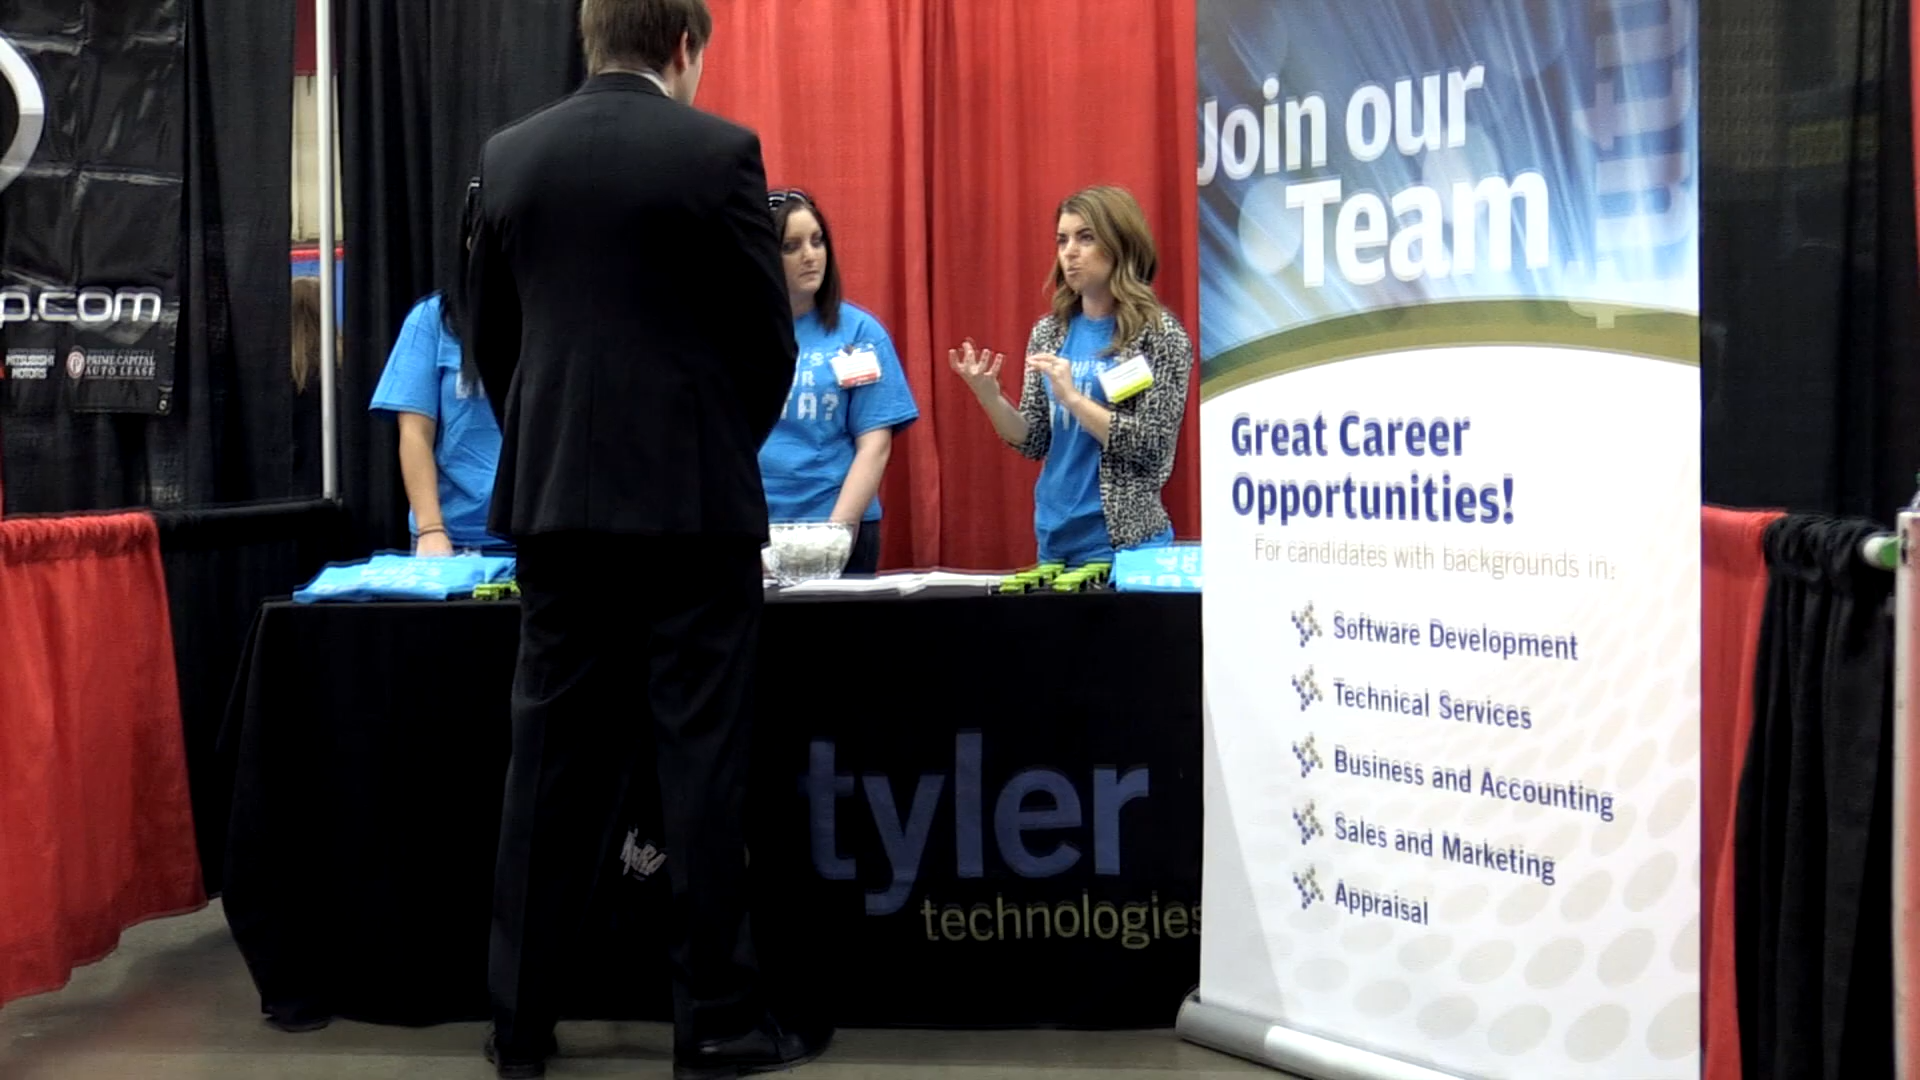 p.com
MITSUBISHI
MOTORS
PRIME CAPITAL
AUTO LEASE
TA?
Join our
Team
Great Career
Opportunities!
For candidates with backgrounds in:
Software Development
Technical Services
Business and Accounting
Sales and Marketing
Appraisal
tyler
technologies